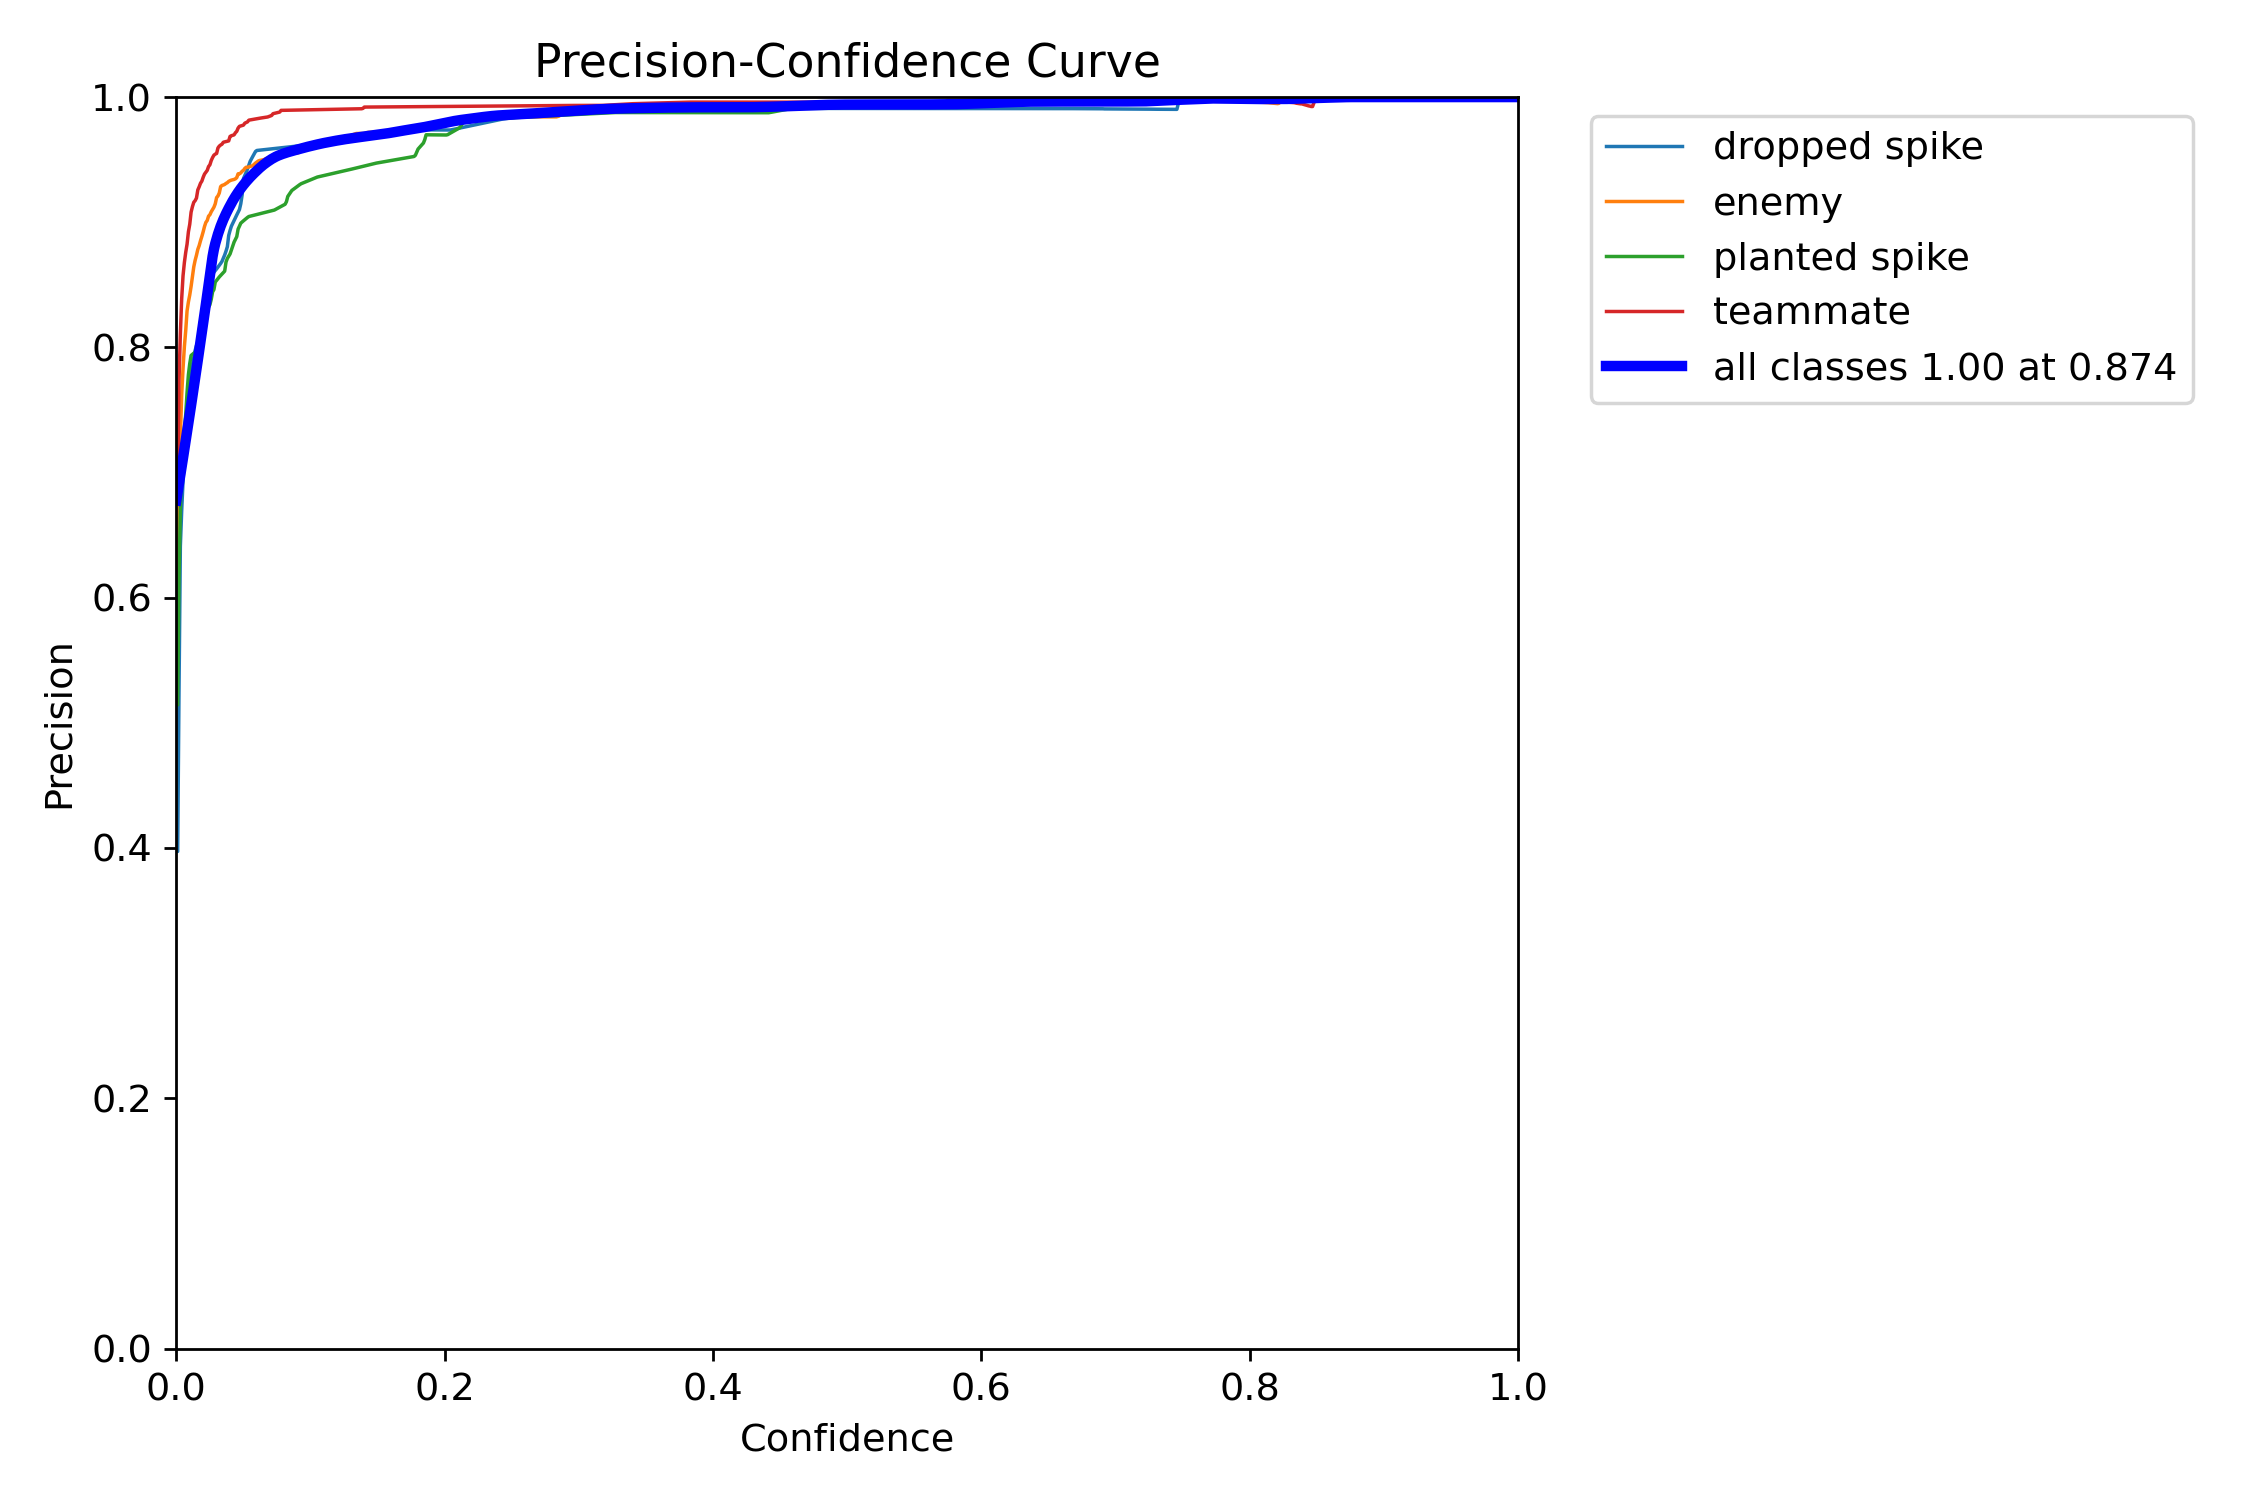 Precision-Confidence Curve
1.0
0.8
0.6
0.4
0.2
0.0
Precision
0.0 0.2 0.4 0.6 0.8 1.0
Confidence
dropped spike
enemy
planted spike
teammate
all classes 1.00 at 0.874